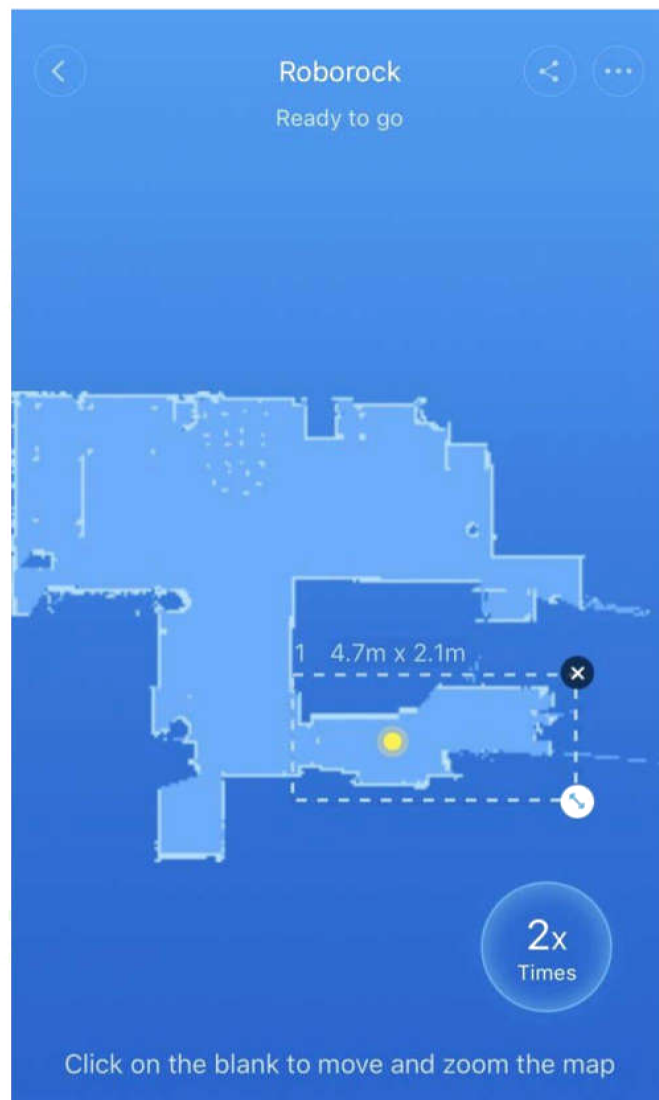 Roborock
Ready to go
1 4.7m x 2.1m
2x
Times
Click on the blank to move and zoom the map